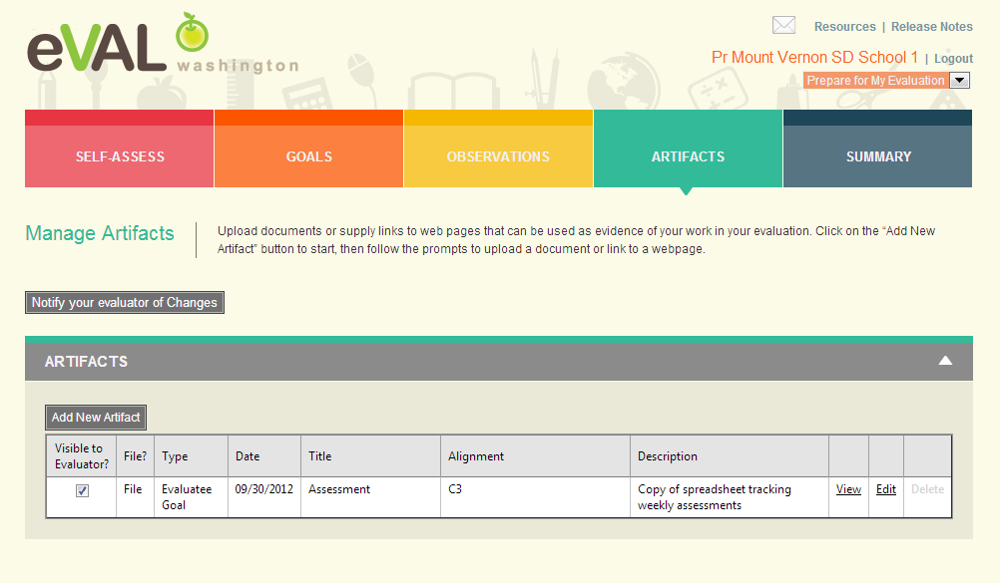 eVAL
washington
Resources | Release Notes
Pr Mount Vernon SD School 1 | Logout
Prepare for My Evaluation
SELF-ASSESS
GOALS
OBSERVATIONS
ARTIFACTS
SUMMARY
Manage Artifacts
Upload documents or supply links to web pages that can be used as evidence of your work in your evaluation. Click on the “Add New
Artifact” button to start, then follow the prompts to upload a document or link to a webpage.
Notify your evaluator of Changes
ARTIFACTS
Add New Artifact
Visible to
Evaluator?
File?
Type
Date
Title
Alignment
Description
File
Evaluatee
Goal
09/30/2012
Assessment
C3
Copy of spreadsheet tracking
weekly assessments
View
Edit
Delete